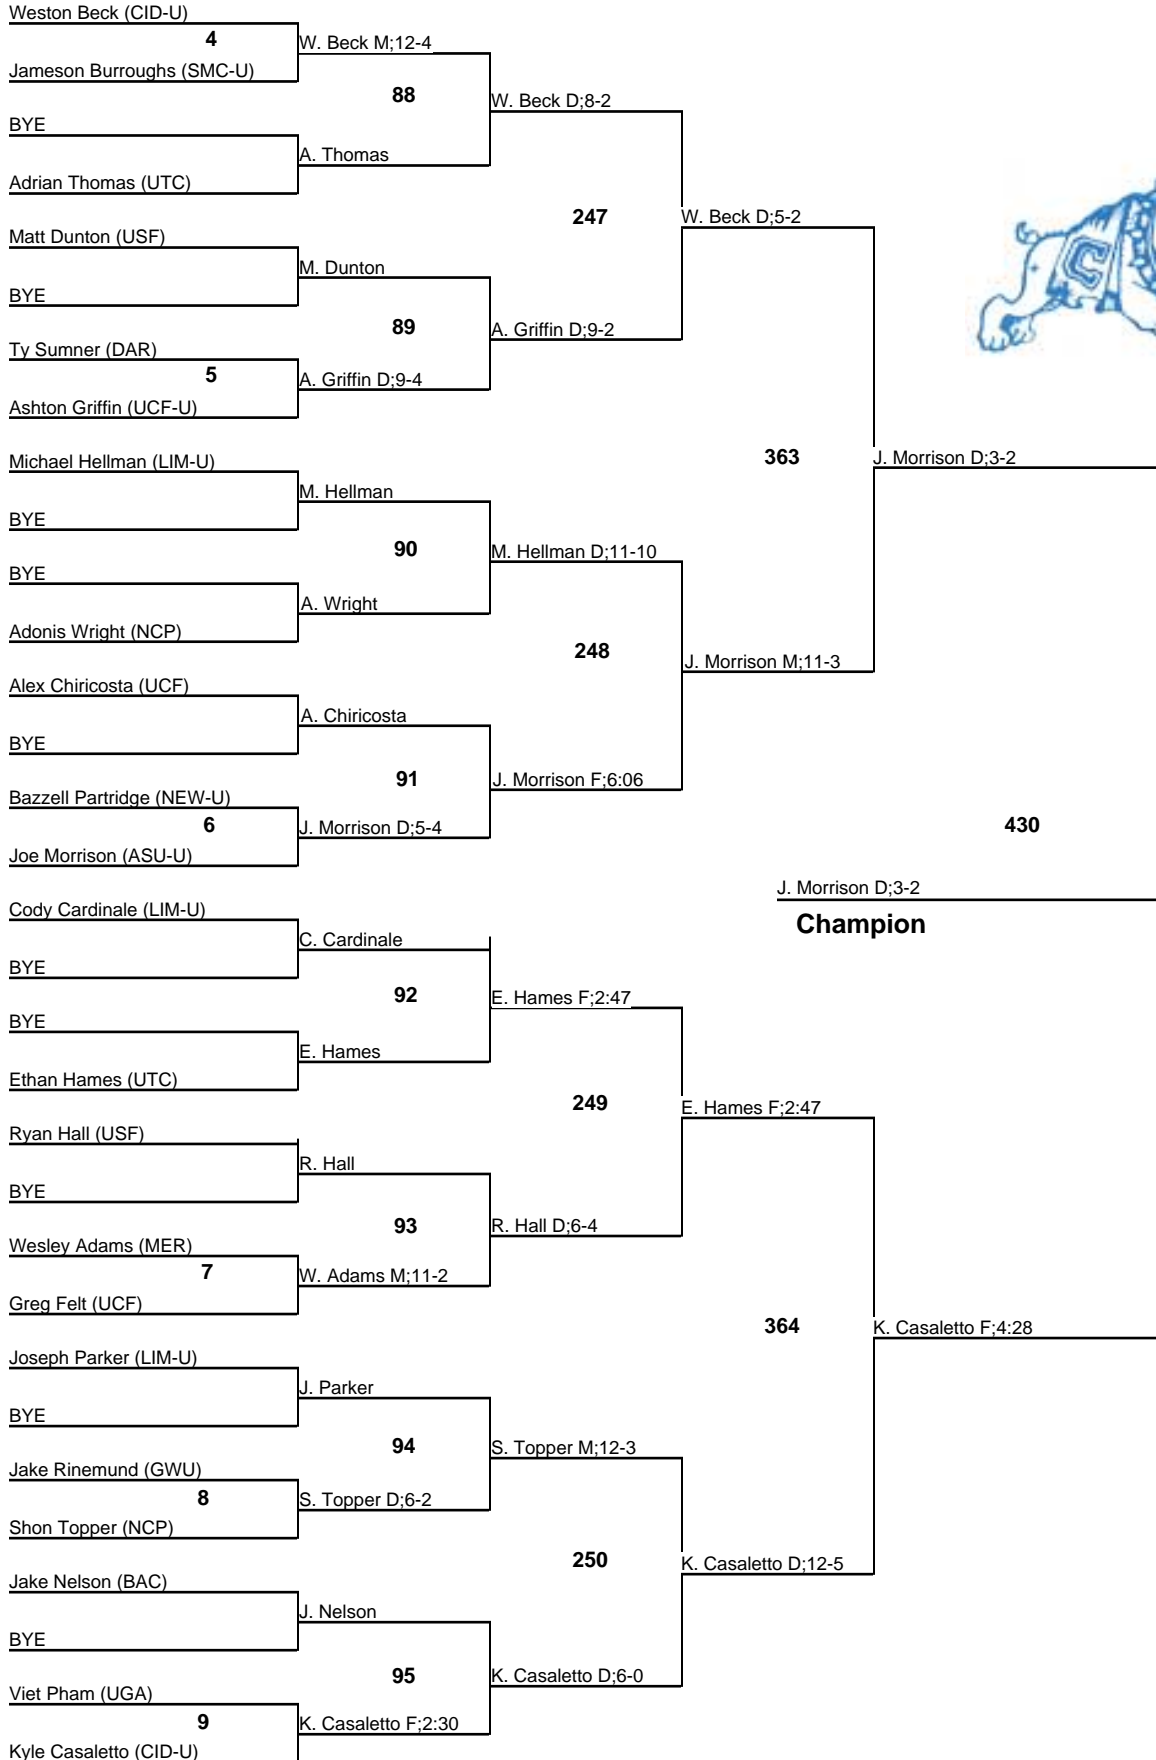 Weston Beck (CID-U)
4
W. Beck M;12-4
Jameson Burroughs (SMC-U)
88
W. Beck D;8-2
BYE
A. Thomas
Adrian Thomas (UTC)
247
W. Beck D;5-2
Matt Dunton (USF)
M. Dunton
BYE
89
A. Griffin D;9-2
Ty Sumner (DAR)
5
A. Griffin D;9-4
Ashton Griffin (UCF-U)
363
J. Morrison D;3-2
Michael Hellman (LIM-U)
M. Hellman
BYE
90
M. Hellman D;11-10
BYE
A. Wright
Adonis Wright (NCP)
248
J. Morrison M;11-3
Alex Chiricosta (UCF)
A. Chiricosta
BYE
91
J. Morrison F;6:06
Bazzell Partridge (NEW-U)
6
J. Morrison D;5-4
Joe Morrison (ASU-U)
430
J. Morrison D;3-2
Champion
Cody Cardinale (LIM-U)
C. Cardinale
BYE
92
E. Hames F;2:47
BYE
E. Hames
Ethan Hames (UTC)
249
E. Hames F;2:47
Ryan Hall (USF)
R. Hall
BYE
93
R. Hall D;6-4
Wesley Adams (MER)
7
W. Adams M;11-2
Greg Felt (UCF)
364
K. Casaletto F;4:28
Joseph Parker (LIM-U)
J. Parker
BYE
94
S. Topper M;12-3
Jake Rinemund (GWU)
8
S. Topper D;6-2
Shon Topper (NCP)
250
K. Casaletto D;12-5
Jake Nelson (BAC)
J. Nelson
BYE
95
K. Casaletto D;6-0
Viet Pham (UGA)
9
K. Casaletto F;2:30
Kyle Casaletto (CID-U)
C